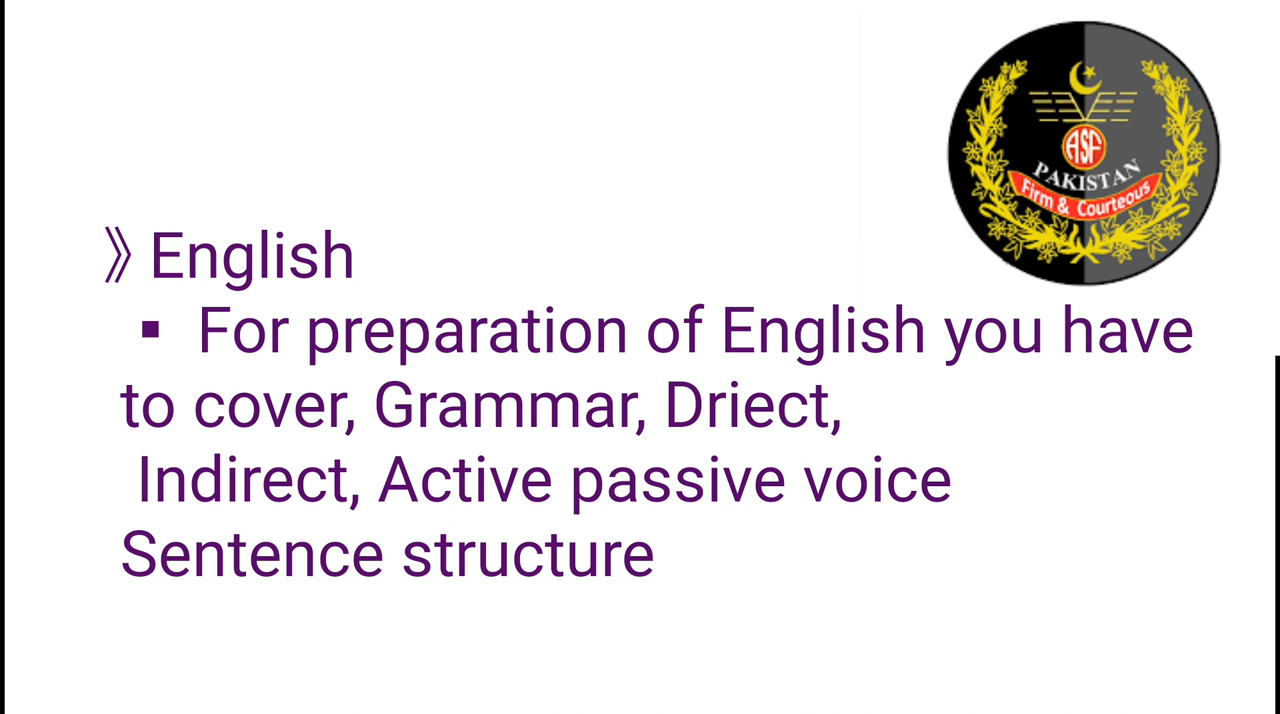 ASF
PAKISTAN
Firm & Courteous
》English
▪ For preparation of English you have
to cover, Grammar, Driect,
Indirect, Active passive voice
Sentence structure